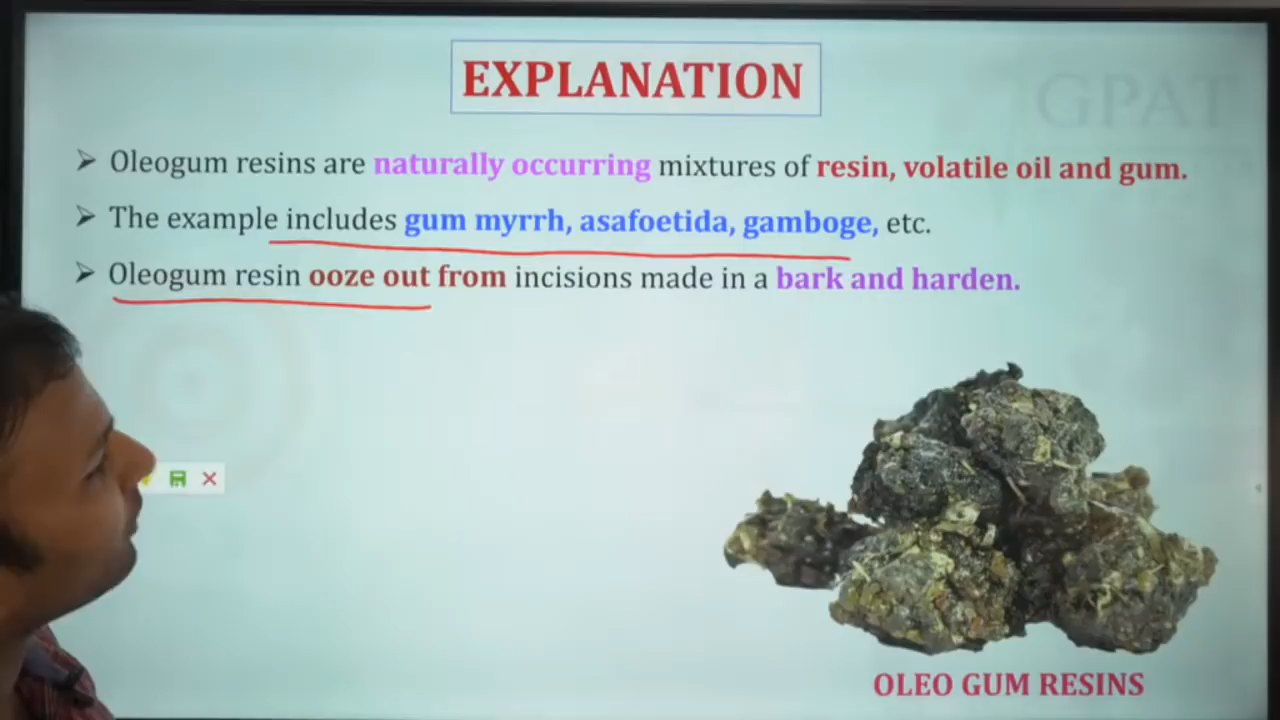 EXPLANATION
GPAT
➢ Oleogum resins are naturally occurring mixtures of resin, volatile oil and gum.
➢ The example includes gum myrrh, asafoetida, gamboge, etc.
➢ Oleogum resin ooze out from incisions made in a bark and harden.
OLEO GUM RESINS